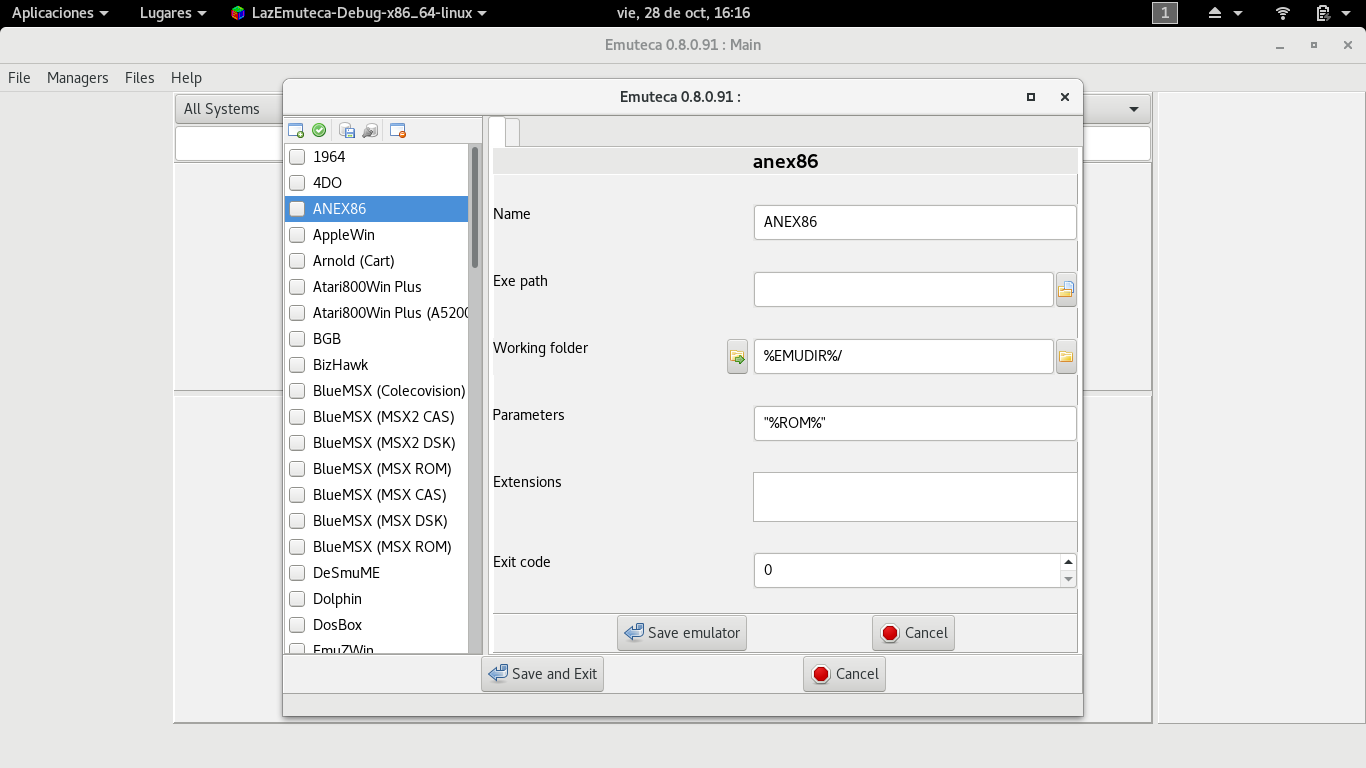 Aplicaciones Lugares LazEmuteca-Debug-x86_64-linux vie, 28 de oct, 16:16 1
Emuteca 0.8.0.91 : Main
File Managers Files Help
All Systems
Emuteca 0.8.0.91 :
1964
4DO
ANEX86
AppleWin
Arnold (Cart)
Atari800Win Plus
Atari800Win Plus (A5200
BGB
BizHawk
BlueMSX (Colecovision)
BlueMSX (MSX2 CAS)
BlueMSX (MSX2 DSK)
BlueMSX (MSX ROM)
BlueMSX (MSX CAS)
BlueMSX (MSX DSK)
BlueMSX (MSX ROM)
DeSmuME
Dolphin
DosBox
EmuZWin
anex86
Name ANEX86
Exe path
Working folder %EMUDIR%/
Parameters "%ROM%"
Extensions
Exit code 0
Save emulator Cancel
Save and Exit Cancel